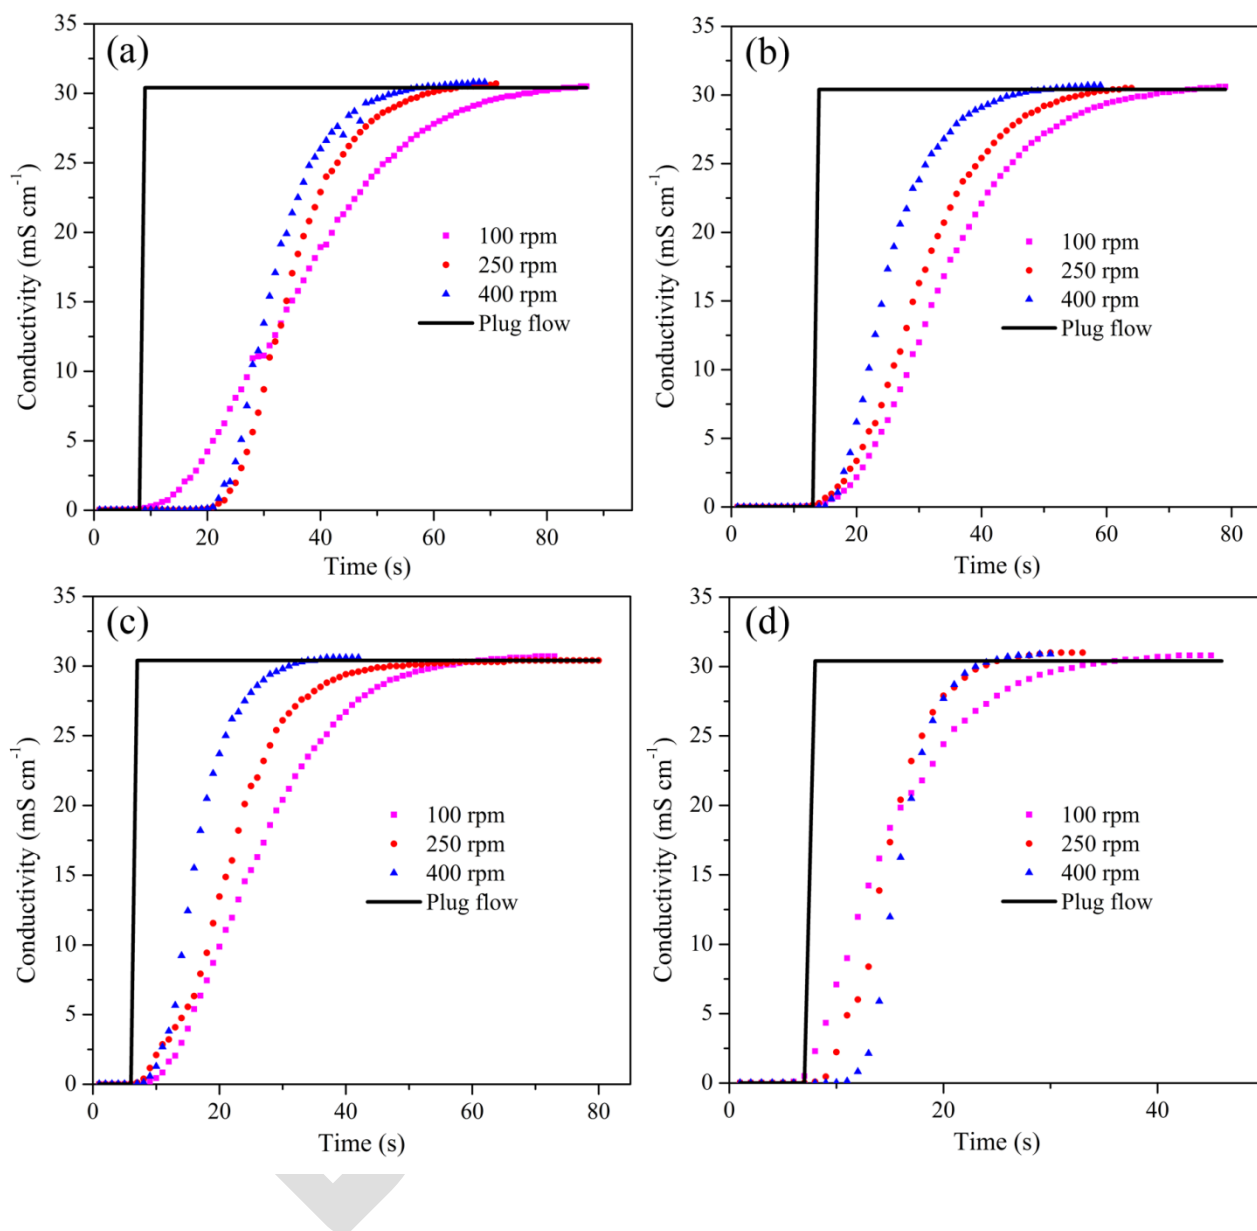 (a)
35
30
25
20
15
10
5
0
Conductivity (mS cm⁻¹)
100 rpm
250 rpm
400 rpm
Plug flow
0 20 40 60 80
Time (s)
(b)
35
30
25
20
15
10
5
0
Conductivity (mS cm⁻¹)
100 rpm
250 rpm
400 rpm
Plug flow
0 20 40 60 80
Time (s)
(c)
35
30
25
20
15
10
5
0
Conductivity (mS cm⁻¹)
100 rpm
250 rpm
400 rpm
Plug flow
0 20 40 60 80
Time (s)
(d)
35
30
25
20
15
10
5
0
Conductivity (mS cm⁻¹)
100 rpm
250 rpm
400 rpm
Plug flow
0 20 40
Time (s)